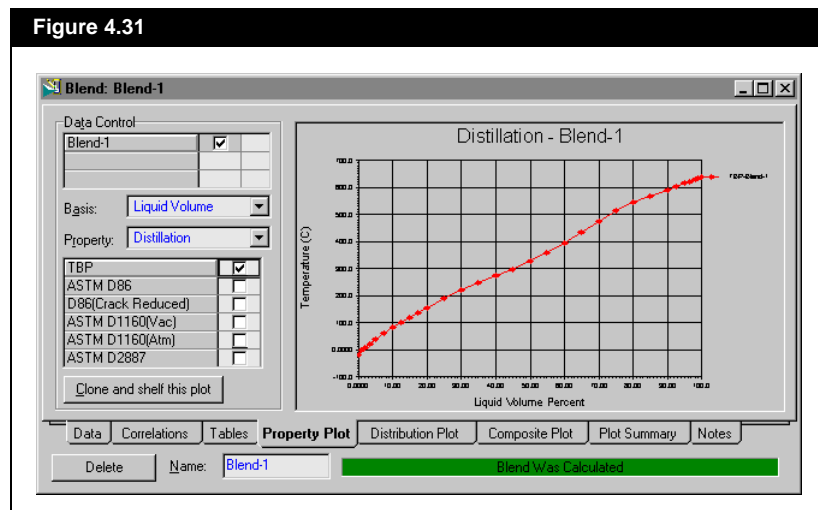 Figure 4.31
Blend: Blend-1
Data Control
Blend-1
Basis: Liquid Volume
Property: Distillation
TBP
ASTM D86
D86(Crack Reduced)
ASTM D1160(Vac)
ASTM D1160(Atm)
ASTM D2887
Clone and shelf this plot
Distillation - Blend-1
Temperature (C)
700.0
600.0
500.0
400.0
300.0
200.0
100.0
0.0000
-100.0
0.0000 10.00 20.00 30.00 40.00 50.00 60.00 70.00 80.00 90.00 100.0
Liquid Volume Percent
TBP-Blend-1
Data Correlations Tables Property Plot Distribution Plot Composite Plot Plot Summary Notes
Delete Name: Blend-1 Blend Was Calculated